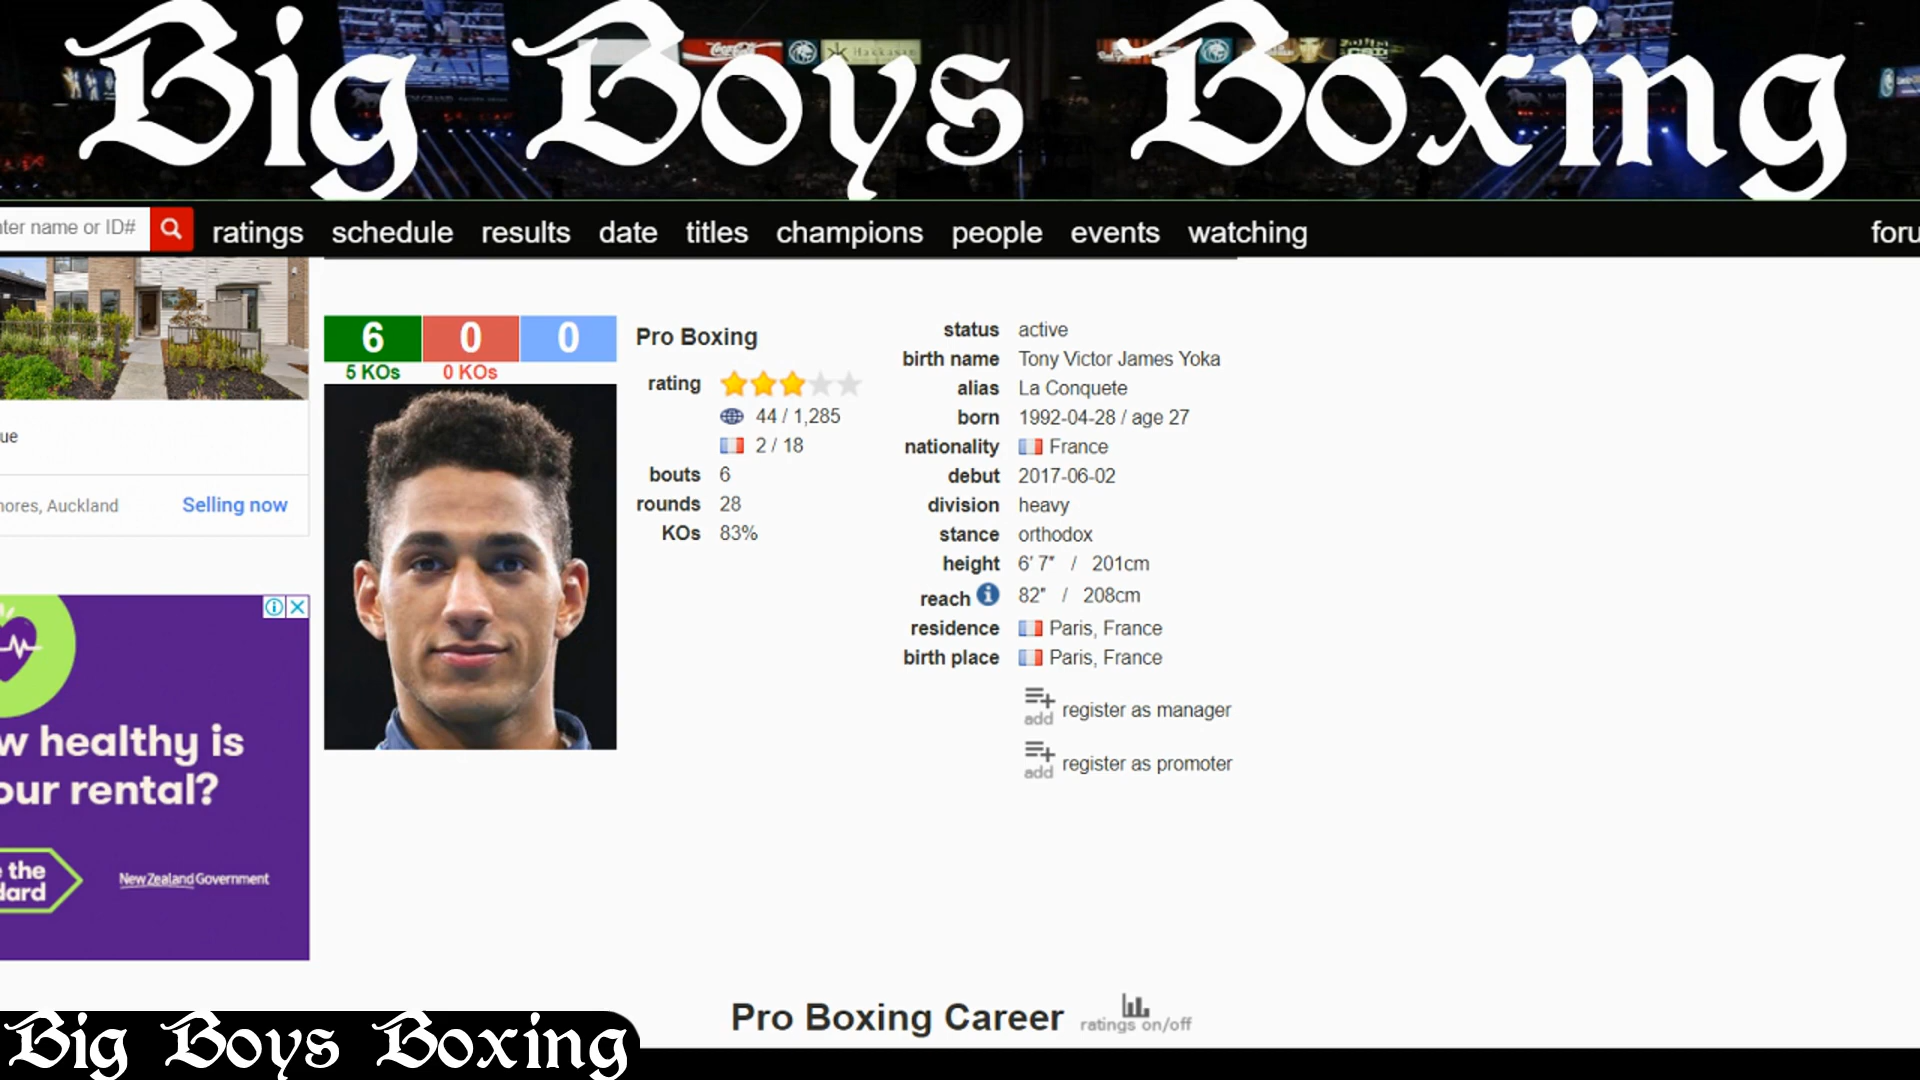 Big Boys Boxing
nter name or ID#
ratings schedule results date titles champions people events watching foru
6 0 0
5 KOs 0 KOs
ue
hores, Auckland Selling now
w healthy is
our rental?
e the
dard
New Zealand Government
Pro Boxing
rating
44 / 1,285
2 / 18
bouts 6
rounds 28
KOs 83%
status active
birth name Tony Victor James Yoka
alias La Conquete
born 1992-04-28 / age 27
nationality France
debut 2017-06-02
division heavy
stance orthodox
height 6' 7" / 201cm
reach 82" / 208cm
residence Paris, France
birth place Paris, France
add register as manager
add register as promoter
Pro Boxing Career ratings on/off
Big Boys Boxing
Coca-Cola
Hakkasan